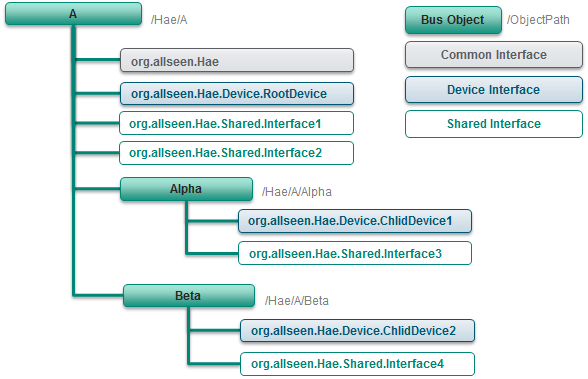 A /Hae/A
org.allseen.Hae
org.allseen.Hae.Device.RootDevice
org.allseen.Hae.Shared.Interface1
org.allseen.Hae.Shared.Interface2
Alpha /Hae/A/Alpha
org.allseen.Hae.Device.ChlidDevice1
org.allseen.Hae.Shared.Interface3
Beta /Hae/A/Beta
org.allseen.Hae.Device.ChlidDevice2
org.allseen.Hae.Shared.Interface4
Bus Object /ObjectPath
Common Interface
Device Interface
Shared Interface